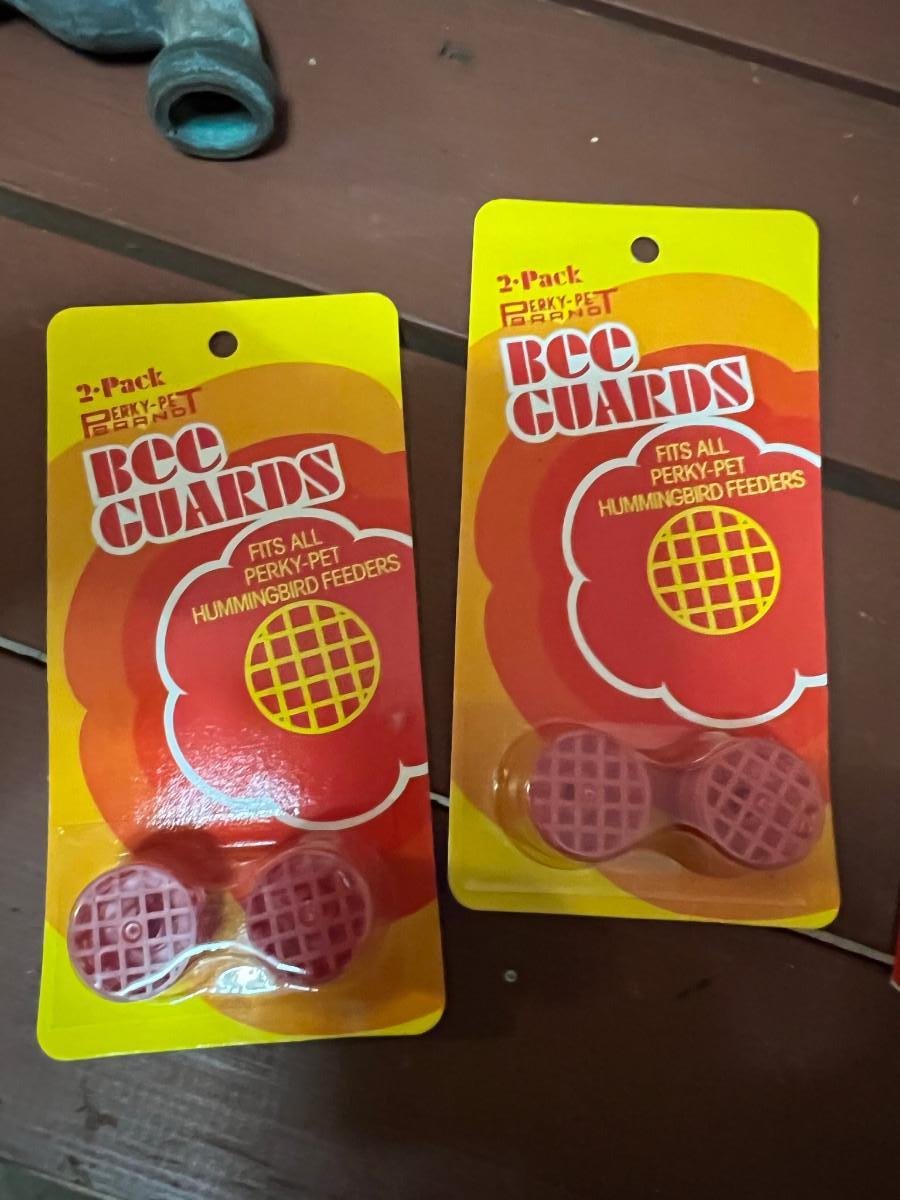 2·Pack
PERKY-PET
BRAND
Bee
GUARDS
FITS ALL
PERKY-PET
HUMMINGBIRD FEEDERS
2·Pack
PERKY-PET
BRAND
Bee
GUARDS
FITS ALL
PERKY-PET
HUMMINGBIRD FEEDERS